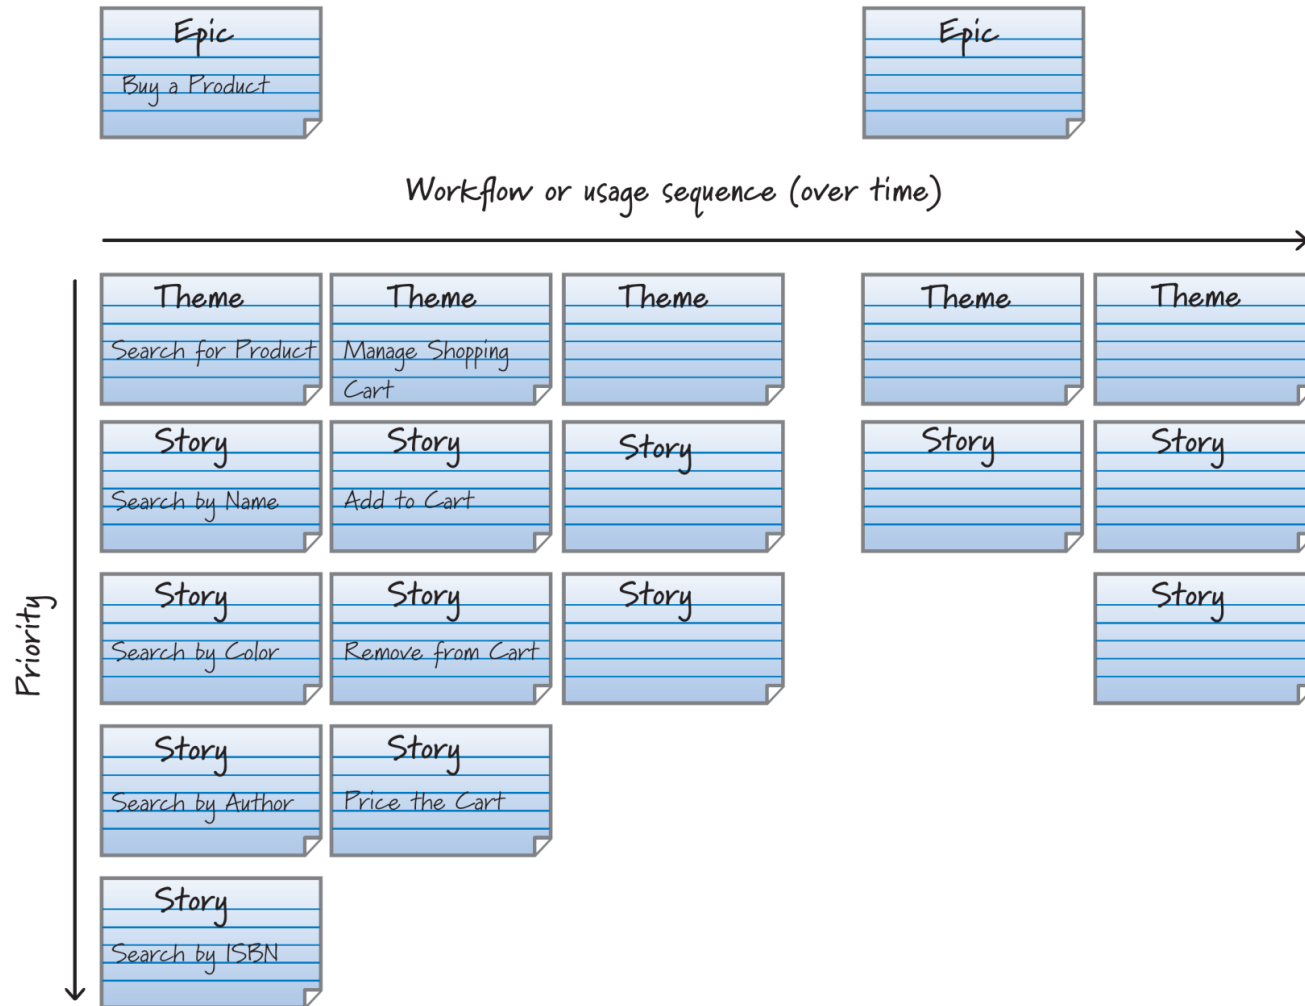 Epic
Buy a Product
Epic
Workflow or usage sequence (over time)
Priority
Theme
Search for Product
Theme
Manage Shopping
Cart
Theme
Theme
Theme
Story
Search by Name
Story
Add to Cart
Story
Story
Story
Story
Search by Color
Story
Remove from Cart
Story
Story
Story
Search by Author
Story
Price the Cart
Story
Search by ISBN